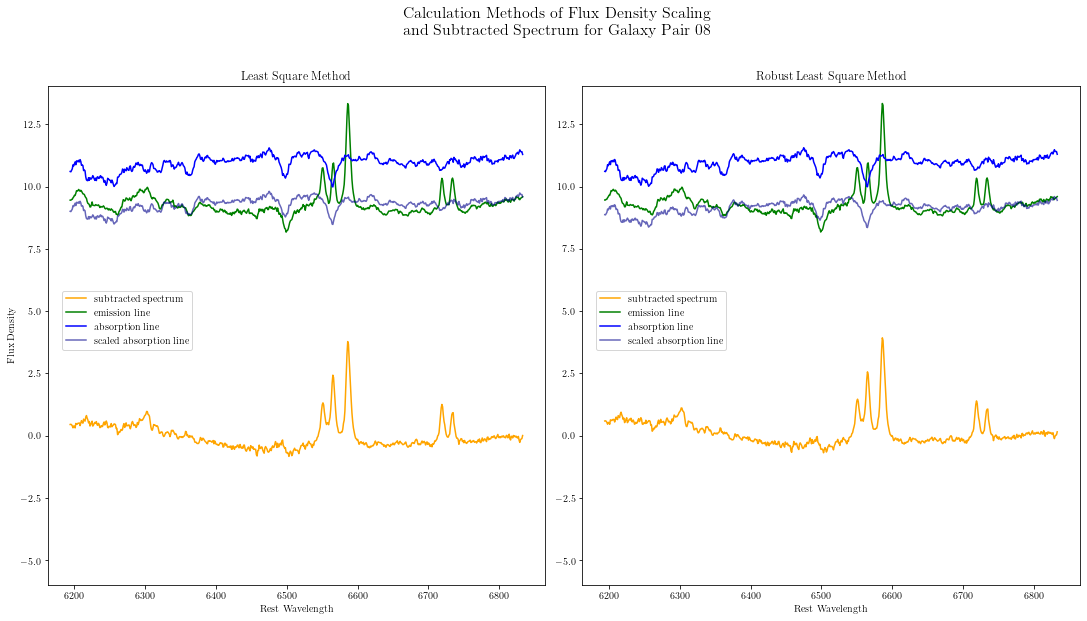 Calculation Methods of Flux Density Scaling
and Subtracted Spectrum for Galaxy Pair 08
Least Square Method
12.5
10.0
7.5
5.0
2.5
0.0
−2.5
−5.0
Flux Density
subtracted spectrum
emission line
absorption line
scaled absorption line
6200 6300 6400 6500 6600 6700 6800
Rest Wavelength
Robust Least Square Method
12.5
10.0
7.5
5.0
2.5
0.0
−2.5
−5.0
subtracted spectrum
emission line
absorption line
scaled absorption line
6200 6300 6400 6500 6600 6700 6800
Rest Wavelength